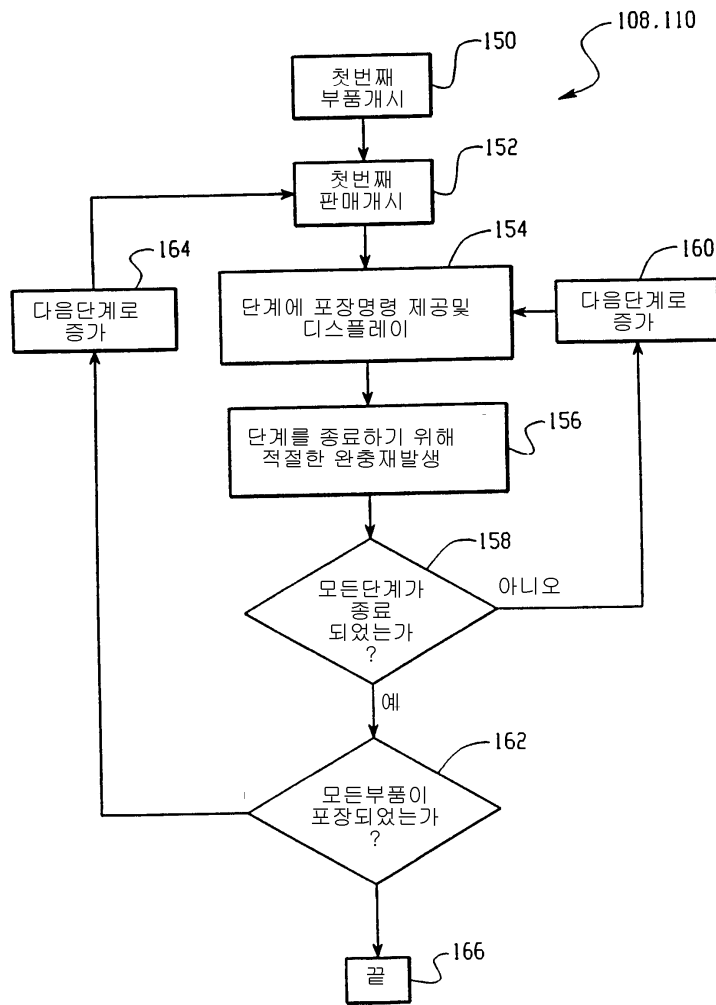 108.110
150
첫번째
부품개시
152
첫번째
판매개시
154
164
160
다음단계로
증가
단계에 포장명령 제공및
디스플레이
다음단계로
증가
단계를 종료하기 위해
적절한 완충재발생
156
158
모든단계가
종료
되었는가
?
아니오
예
162
모든부품이
포장되었는가
?
끝
166